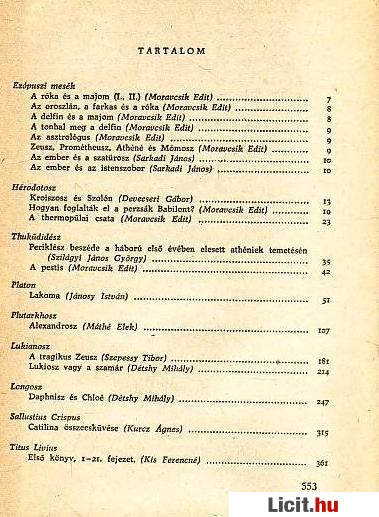 TARTALOM
Ezópuszi mesék
A róka és a majom (I., II.) (Moravcsik Edit) 7
Az oroszlán, a farkas és a róka (Moravcsik Edit) 8
A delfin és a majom (Moravcsik Edit) 8
A tonhal meg a delfin (Moravcsik Edit) 9
Az asztrológus (Moravcsik Edit) 9
Zeusz, Prométheusz, Athéné és Mómosz (Moravcsik Edit) 9
Az ember és a szatürosz (Sarkadi János) 10
Az ember és az istenszobor (Sarkadi János) 10
Hérodotosz
Kroiszosz és Szolón (Devecseri Gábor) 13
Hogyan foglalták el a perzsák Babilont? (Moravcsik Edit) 19
A thermopülni csata (Moravcsik Edit) 23
Thuküdidész
Periklész beszéde a háború első évében elesett athéniek temetésén
(Szilágyi János György) 35
A pestis (Moravcsik Edit) 42
Platon
Lakoma (Jánosy István) 51
Plutarkhosz
Alexandrosz (Máthé Elek) 107
Lukianosz
A tragikus Zeusz (Szepessy Tibor) 181
Lukiosz vagy a szamár (Détshy Mihály) 214
Longosz
Daphnisz és Chloé (Détshy Mihály) 247
Sallustius Crispus
Catilina összeesküvése (Kurcz Ágnes) 315
Titus Livius
Első könyv, 1-21. fejezet, (Kis Ferencné) 361
553
Licit.hu